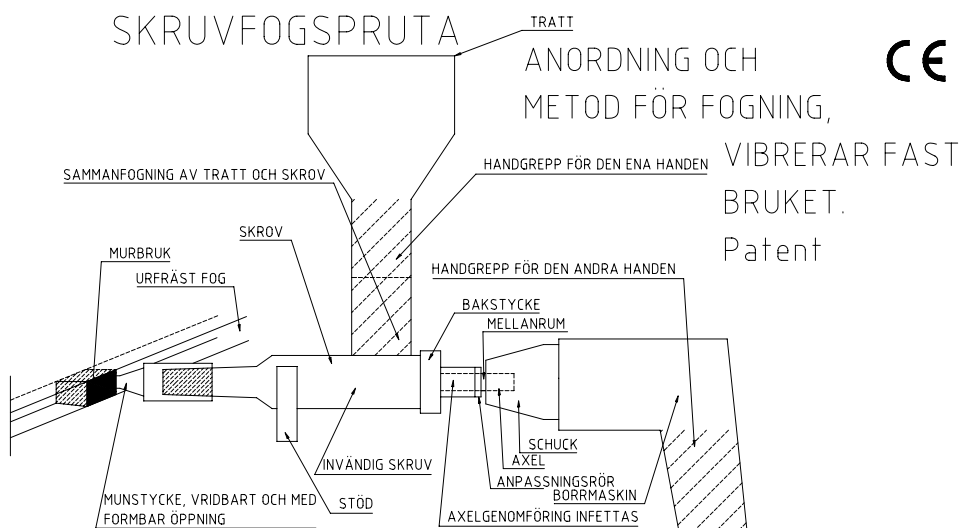 SKRUVFOGSPRUTA
TRATT
ANORDNING OCH
METOD FÖR FOGNING,
VIBRERAR FAST
BRUKET.
Patent
CE
SAMMANFOGNING AV TRATT OCH SKROV
HANDGREPP FÖR DEN ENA HANDEN
SKROV
MURBRUK
URFRÄST FOG
HANDGREPP FÖR DEN ANDRA HANDEN
BAKSTYCKE
MELLANRUM
SCHUCK
AXEL
INVÄNDIG SKRUV
ANPASSNINGSRÖR
BORRMASKIN
MUNSTYCKE, VRIDBART OCH MED
FORMBAR ÖPPNING
STÖD
AXELGENOMFÖRING INFETTAS